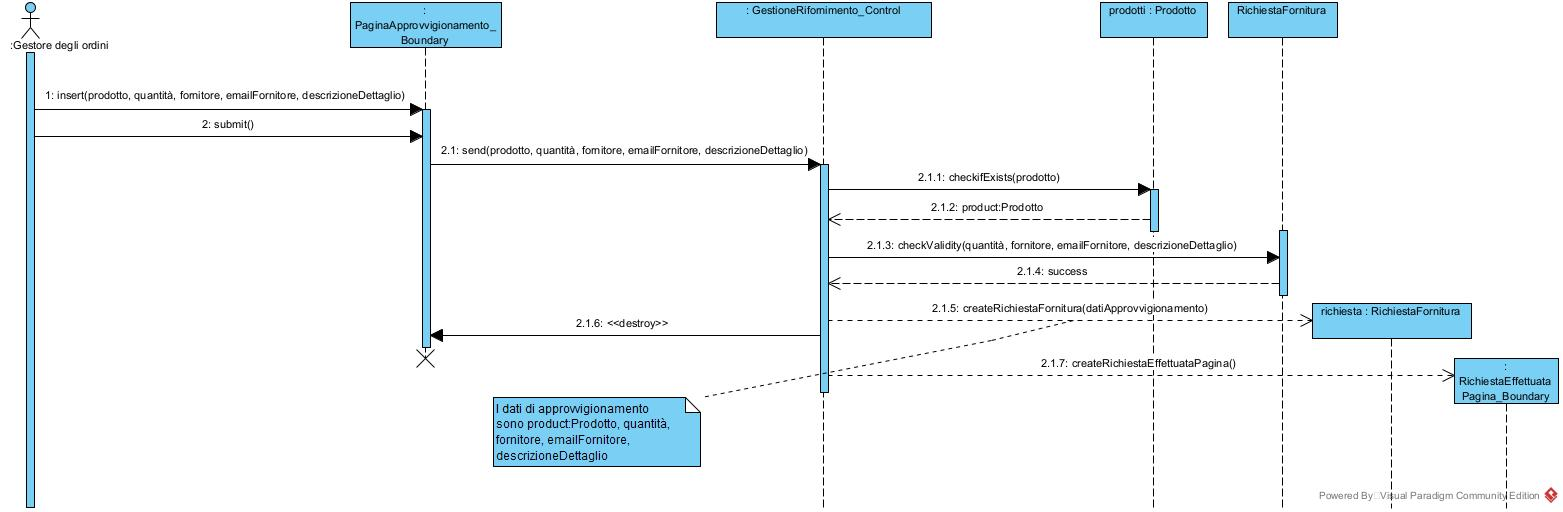 :
PaginaApprovvigionamento_
Boundary
: GestioneRifornimento_Control
prodotti : Prodotto
RichiestaFornitura
:Gestore degli ordini
1: insert(prodotto, quantità, fornitore, emailFornitore, descrizioneDettaglio)
2: submit()
2.1: send(prodotto, quantità, fornitore, emailFornitore, descrizioneDettaglio)
2.1.1: checkifExists(prodotto)
2.1.2: product:Prodotto
2.1.3: checkValidity(quantità, fornitore, emailFornitore, descrizioneDettaglio)
2.1.4: success
2.1.5: createRichiestaFornitura(datiApprovvigionamento)
richiesta : RichiestaFornitura
2.1.6: <<destroy>>
2.1.7: createRichiestaEffettuataPagina()
:
RichiestaEffettuata
Pagina_Boundary
I dati di approvvigionamento
sono product:Prodotto, quantità,
fornitore, emailFornitore,
descrizioneDettaglio
Powered By Visual Paradigm Community Edition